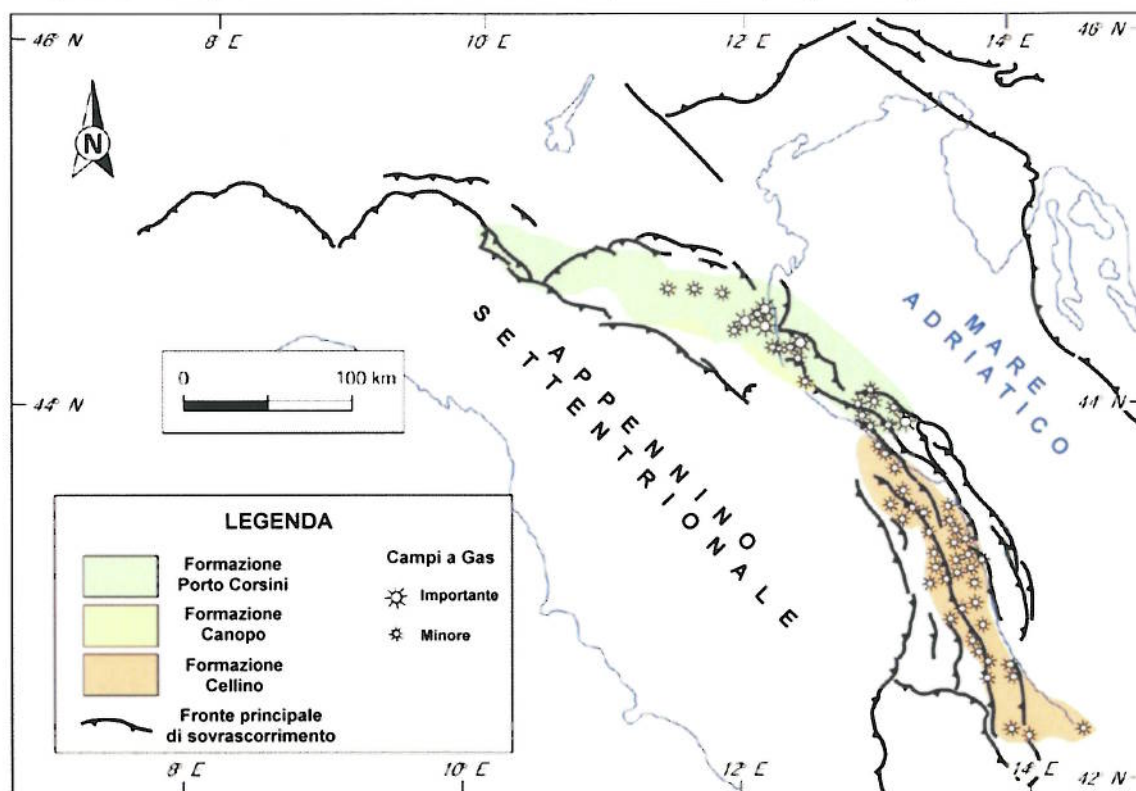 46° N
8° E
10° E
12° E
14° E
46° N
N
MARE
ADRIATICO
APPENNINO
SETTENTRIONALE
0
100 km
44° N
44° N
LEGENDA
Formazione
Porto Corsini
Formazione
Canopo
Formazione
Cellino
Fronte principale
di sovrascorrimento
Campi a Gas
Importante
Minore
8° E
10° E
12° E
14° E
42° N